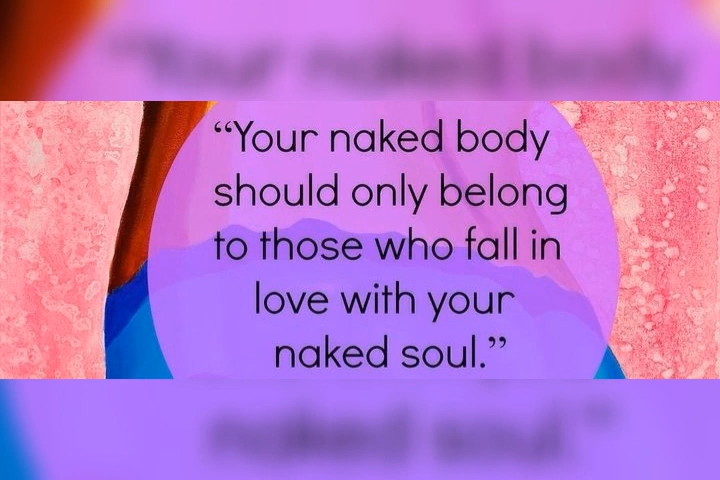 “Your naked body
should only belong
to those who fall in
love with your
naked soul.”